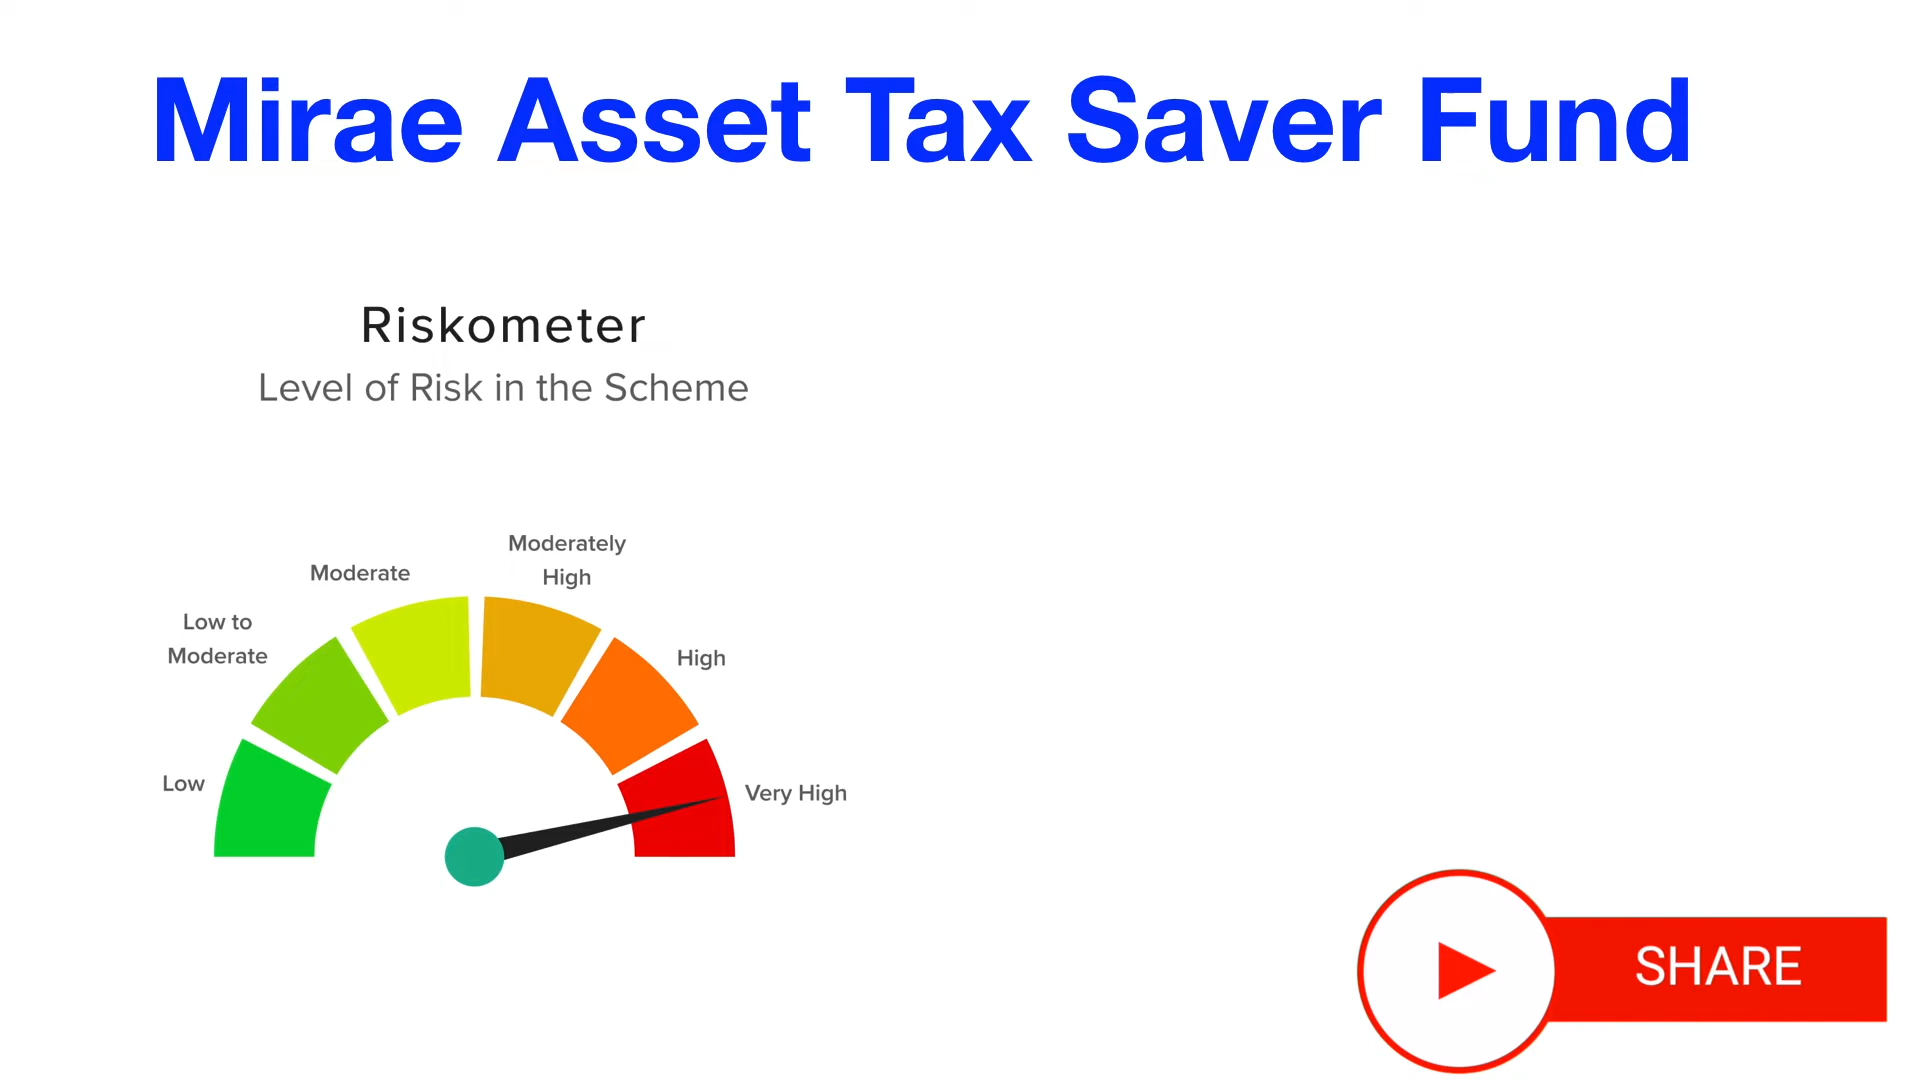 Mirae Asset Tax Saver Fund
Riskometer
Level of Risk in the Scheme
Moderately
High
Moderate
Low to
Moderate
High
Low
Very High
SHARE